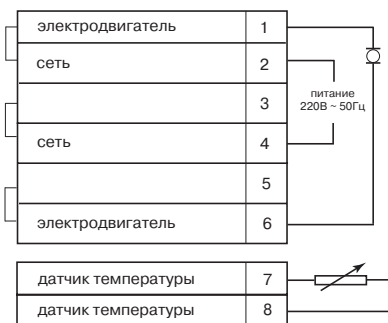 электродвигатель 1
сеть 2
питание
220В ~ 50Гц
3
сеть 4
5
электродвигатель 6
датчик температуры 7
датчик температуры 8